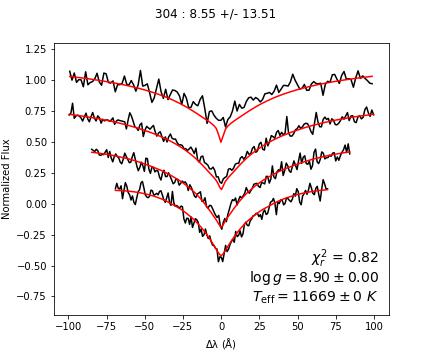 304 : 8.55 +/- 13.51
1.25
1.00
0.75
0.50
0.25
0.00
−0.25
−0.50
−0.75
Normalized Flux
χ²ᵣ = 0.82
log g = 8.90 ± 0.00
T_eff = 11669 ± 0 K
−100 −75 −50 −25 0 25 50 75 100
Δλ (Å)